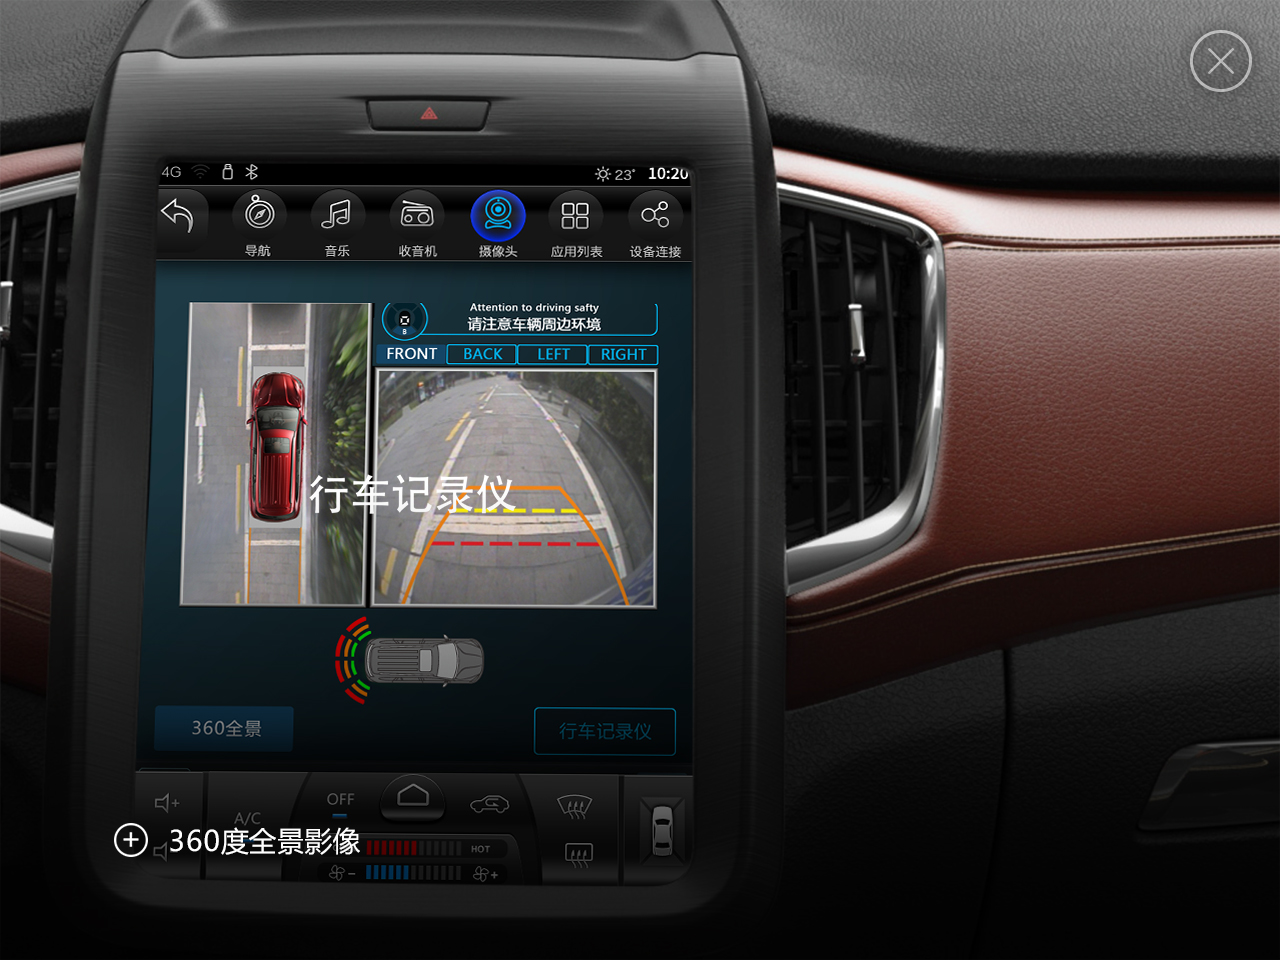 4G
23° 10:20
导航 音乐 收音机 摄像头 应用列表 设备连接
Attention to driving safty
请注意车辆周边环境
B
FRONT BACK LEFT RIGHT
行车记录仪
360全景 行车记录仪
OFF
A/C
360度全景影像
HOT